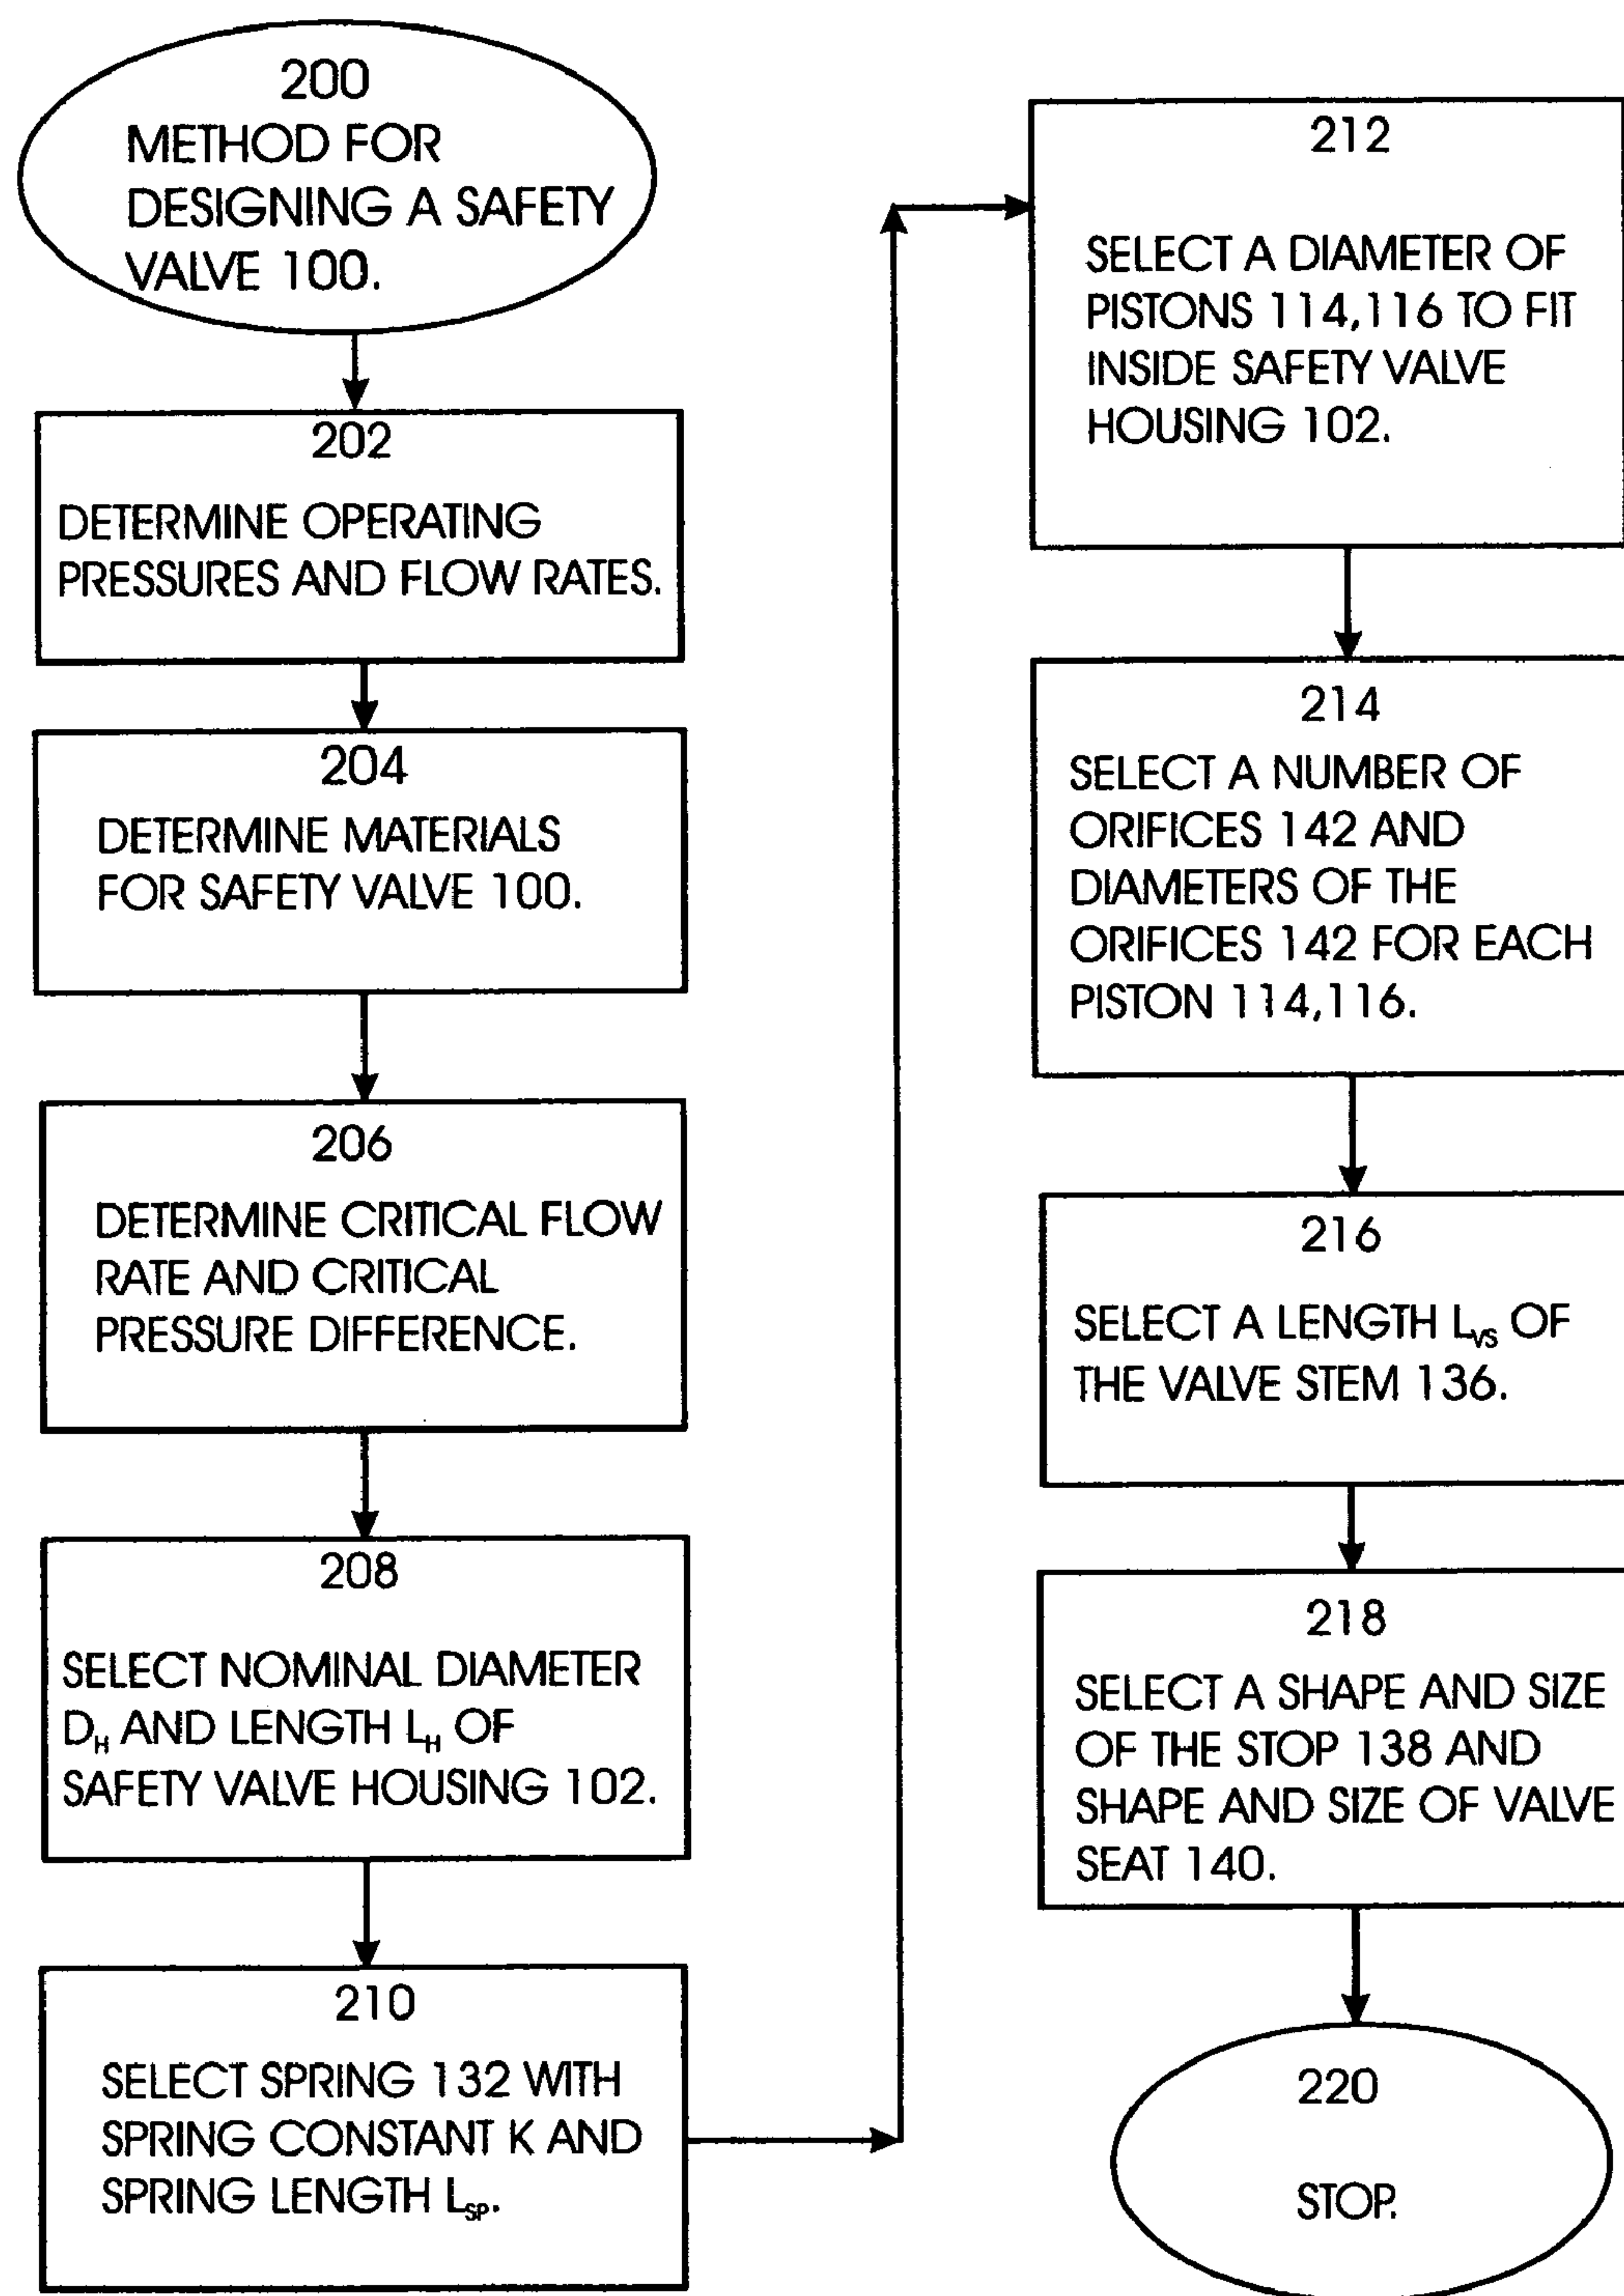 200
METHOD FOR
DESIGNING A SAFETY
VALVE 100.
202
DETERMINE OPERATING
PRESSURES AND FLOW RATES.
204
DETERMINE MATERIALS
FOR SAFETY VALVE 100.
206
DETERMINE CRITICAL FLOW
RATE AND CRITICAL
PRESSURE DIFFERENCE.
208
SELECT NOMINAL DIAMETER
D_H AND LENGTH L_H OF
SAFETY VALVE HOUSING 102.
210
SELECT SPRING 132 WITH
SPRING CONSTANT K AND
SPRING LENGTH L_SP.
212
SELECT A DIAMETER OF
PISTONS 114,116 TO FIT
INSIDE SAFETY VALVE
HOUSING 102.
214
SELECT A NUMBER OF
ORIFICES 142 AND
DIAMETERS OF THE
ORIFICES 142 FOR EACH
PISTON 114,116.
216
SELECT A LENGTH L_VS OF
THE VALVE STEM 136.
218
SELECT A SHAPE AND SIZE
OF THE STOP 138 AND
SHAPE AND SIZE OF VALVE
SEAT 140.
220
STOP.